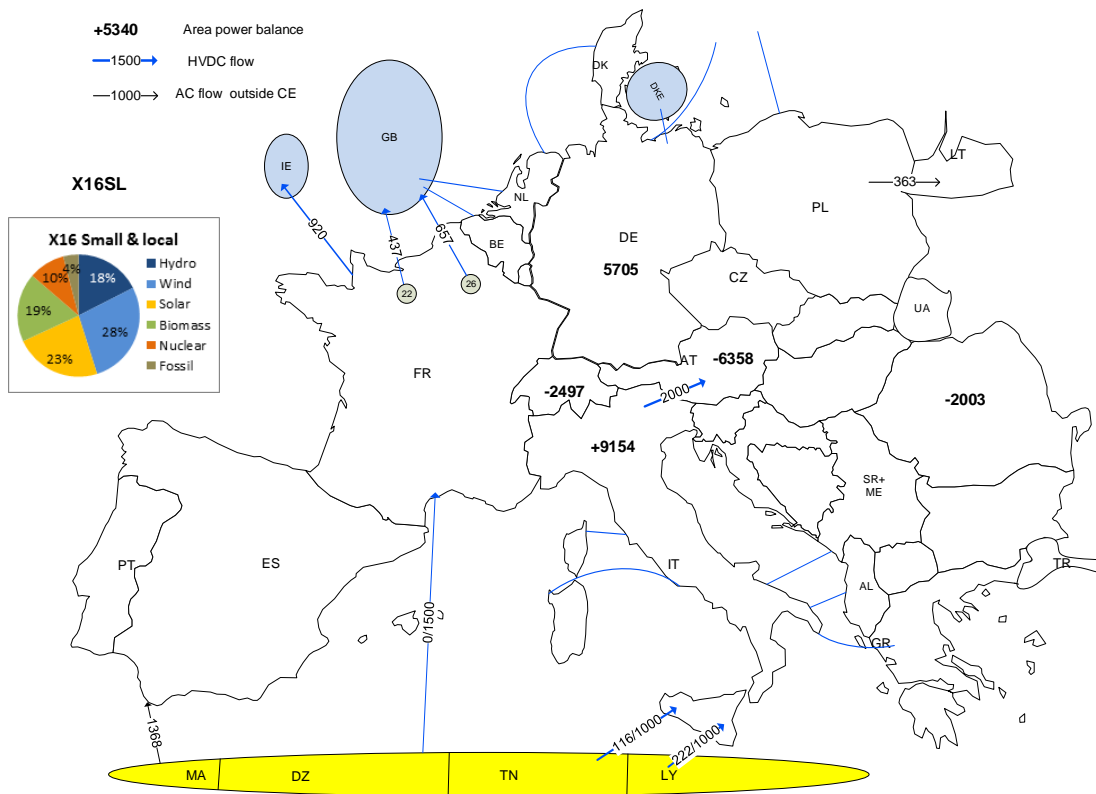 +5340 Area power balance
1500 HVDC flow
1000 AC flow outside CE
X16SL
X16 Small & local
4%
10%
18%
19%
28%
23%
Hydro
Wind
Solar
Biomass
Nuclear
Fossil
DK
DKE
GB
IE
LT
363
NL
PL
920
437
657
BE
DE
5705
CZ
22
26
UA
FR
AT
-6358
-2497
2000
-2003
+9154
SR+
ME
PT
ES
IT
TR
AL
0/1500
GR
1368
116/1000
222/1000
MA
DZ
TN
LY